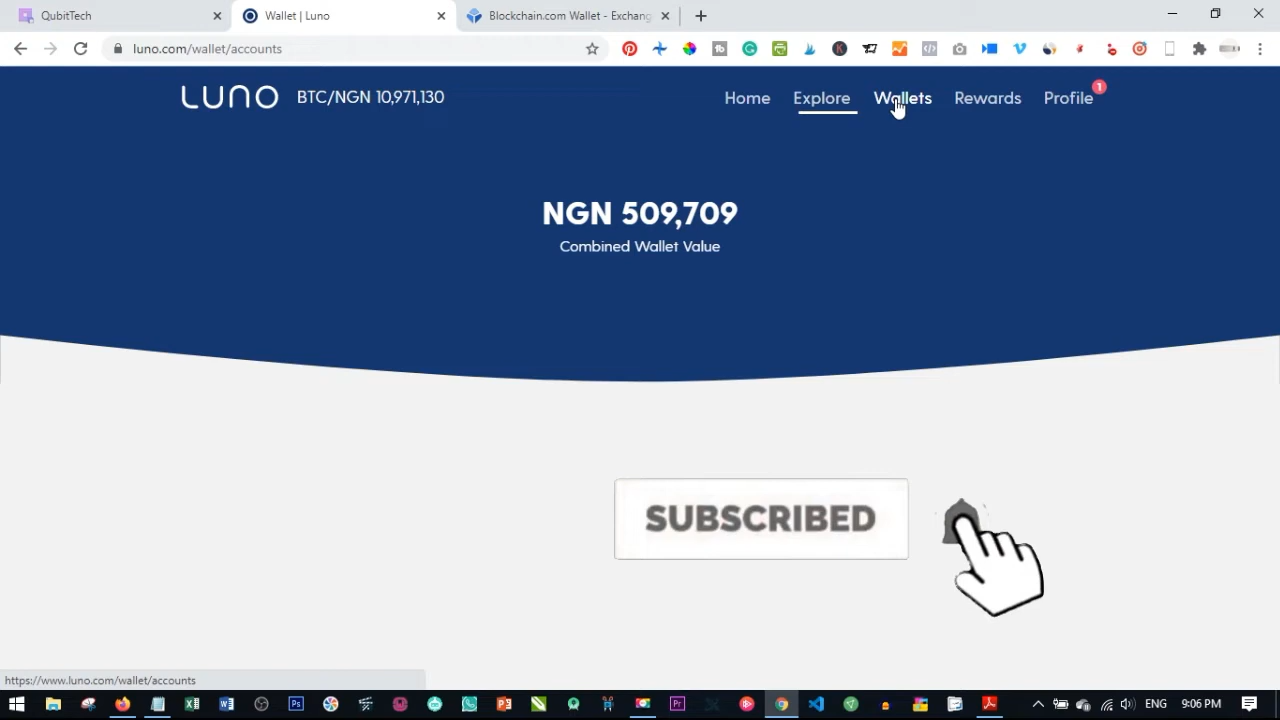 QubitTech
Wallet | Luno
Blockchain.com Wallet - Exchang
luno.com/wallet/accounts
LUNO BTC/NGN 10,971,130
Home Explore Wallets Rewards Profile 1
NGN 509,709
Combined Wallet Value
SUBSCRIBED
https://www.luno.com/wallet/accounts
ENG 9:06 PM